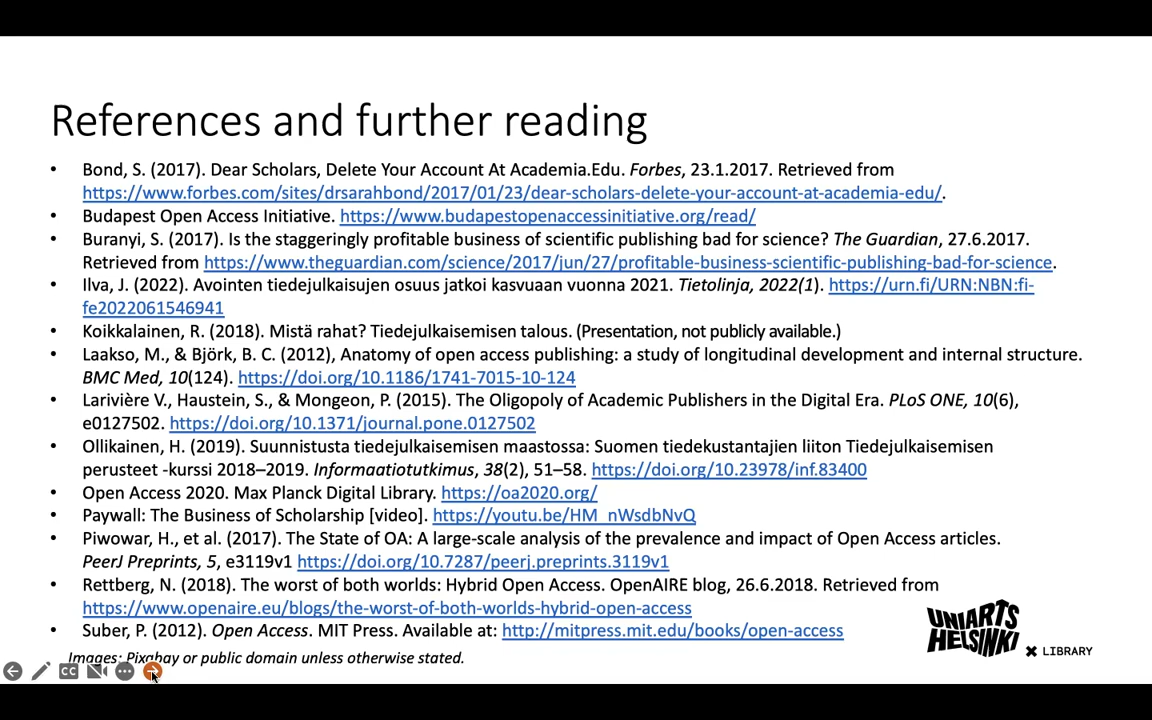 References and further reading
• Bond, S. (2017). Dear Scholars, Delete Your Account At Academia.Edu. Forbes, 23.1.2017. Retrieved from
https://www.forbes.com/sites/drsarahbond/2017/01/23/dear-scholars-delete-your-account-at-academia-edu/.
• Budapest Open Access Initiative. https://www.budapestopenaccessinitiative.org/read/
• Buranyi, S. (2017). Is the staggeringly profitable business of scientific publishing bad for science? The Guardian, 27.6.2017.
Retrieved from https://www.theguardian.com/science/2017/jun/27/profitable-business-scientific-publishing-bad-for-science.
• Ilva, J. (2022). Avointen tiedejulkaisujen osuus jatkoi kasvuaan vuonna 2021. Tietolinja, 2022(1). https://urn.fi/URN:NBN:fi-
fe2022061546941
• Koikkalainen, R. (2018). Mistä rahat? Tiedejulkaisemisen talous. (Presentation, not publicly available.)
• Laakso, M., & Björk, B. C. (2012), Anatomy of open access publishing: a study of longitudinal development and internal structure.
BMC Med, 10(124). https://doi.org/10.1186/1741-7015-10-124
• Larivière V., Haustein, S., & Mongeon, P. (2015). The Oligopoly of Academic Publishers in the Digital Era. PLoS ONE, 10(6),
e0127502. https://doi.org/10.1371/journal.pone.0127502
• Ollikainen, H. (2019). Suunnistusta tiedejulkaisemisen maastossa: Suomen tiedekustantajien liiton Tiedejulkaisemisen
perusteet -kurssi 2018–2019. Informaatiotutkimus, 38(2), 51–58. https://doi.org/10.23978/inf.83400
• Open Access 2020. Max Planck Digital Library. https://oa2020.org/
• Paywall: The Business of Scholarship [video]. https://youtu.be/HM_nWsdbNvQ
• Piwowar, H., et al. (2017). The State of OA: A large-scale analysis of the prevalence and impact of Open Access articles.
PeerJ Preprints, 5, e3119v1 https://doi.org/10.7287/peerj.preprints.3119v1
• Rettberg, N. (2018). The worst of both worlds: Hybrid Open Access. OpenAIRE blog, 26.6.2018. Retrieved from
https://www.openaire.eu/blogs/the-worst-of-both-worlds-hybrid-open-access
• Suber, P. (2012). Open Access. MIT Press. Available at: http://mitpress.mit.edu/books/open-access
UNIARTS
HELSINKI
X LIBRARY
Images: Pixabay or public domain unless otherwise stated.
CC